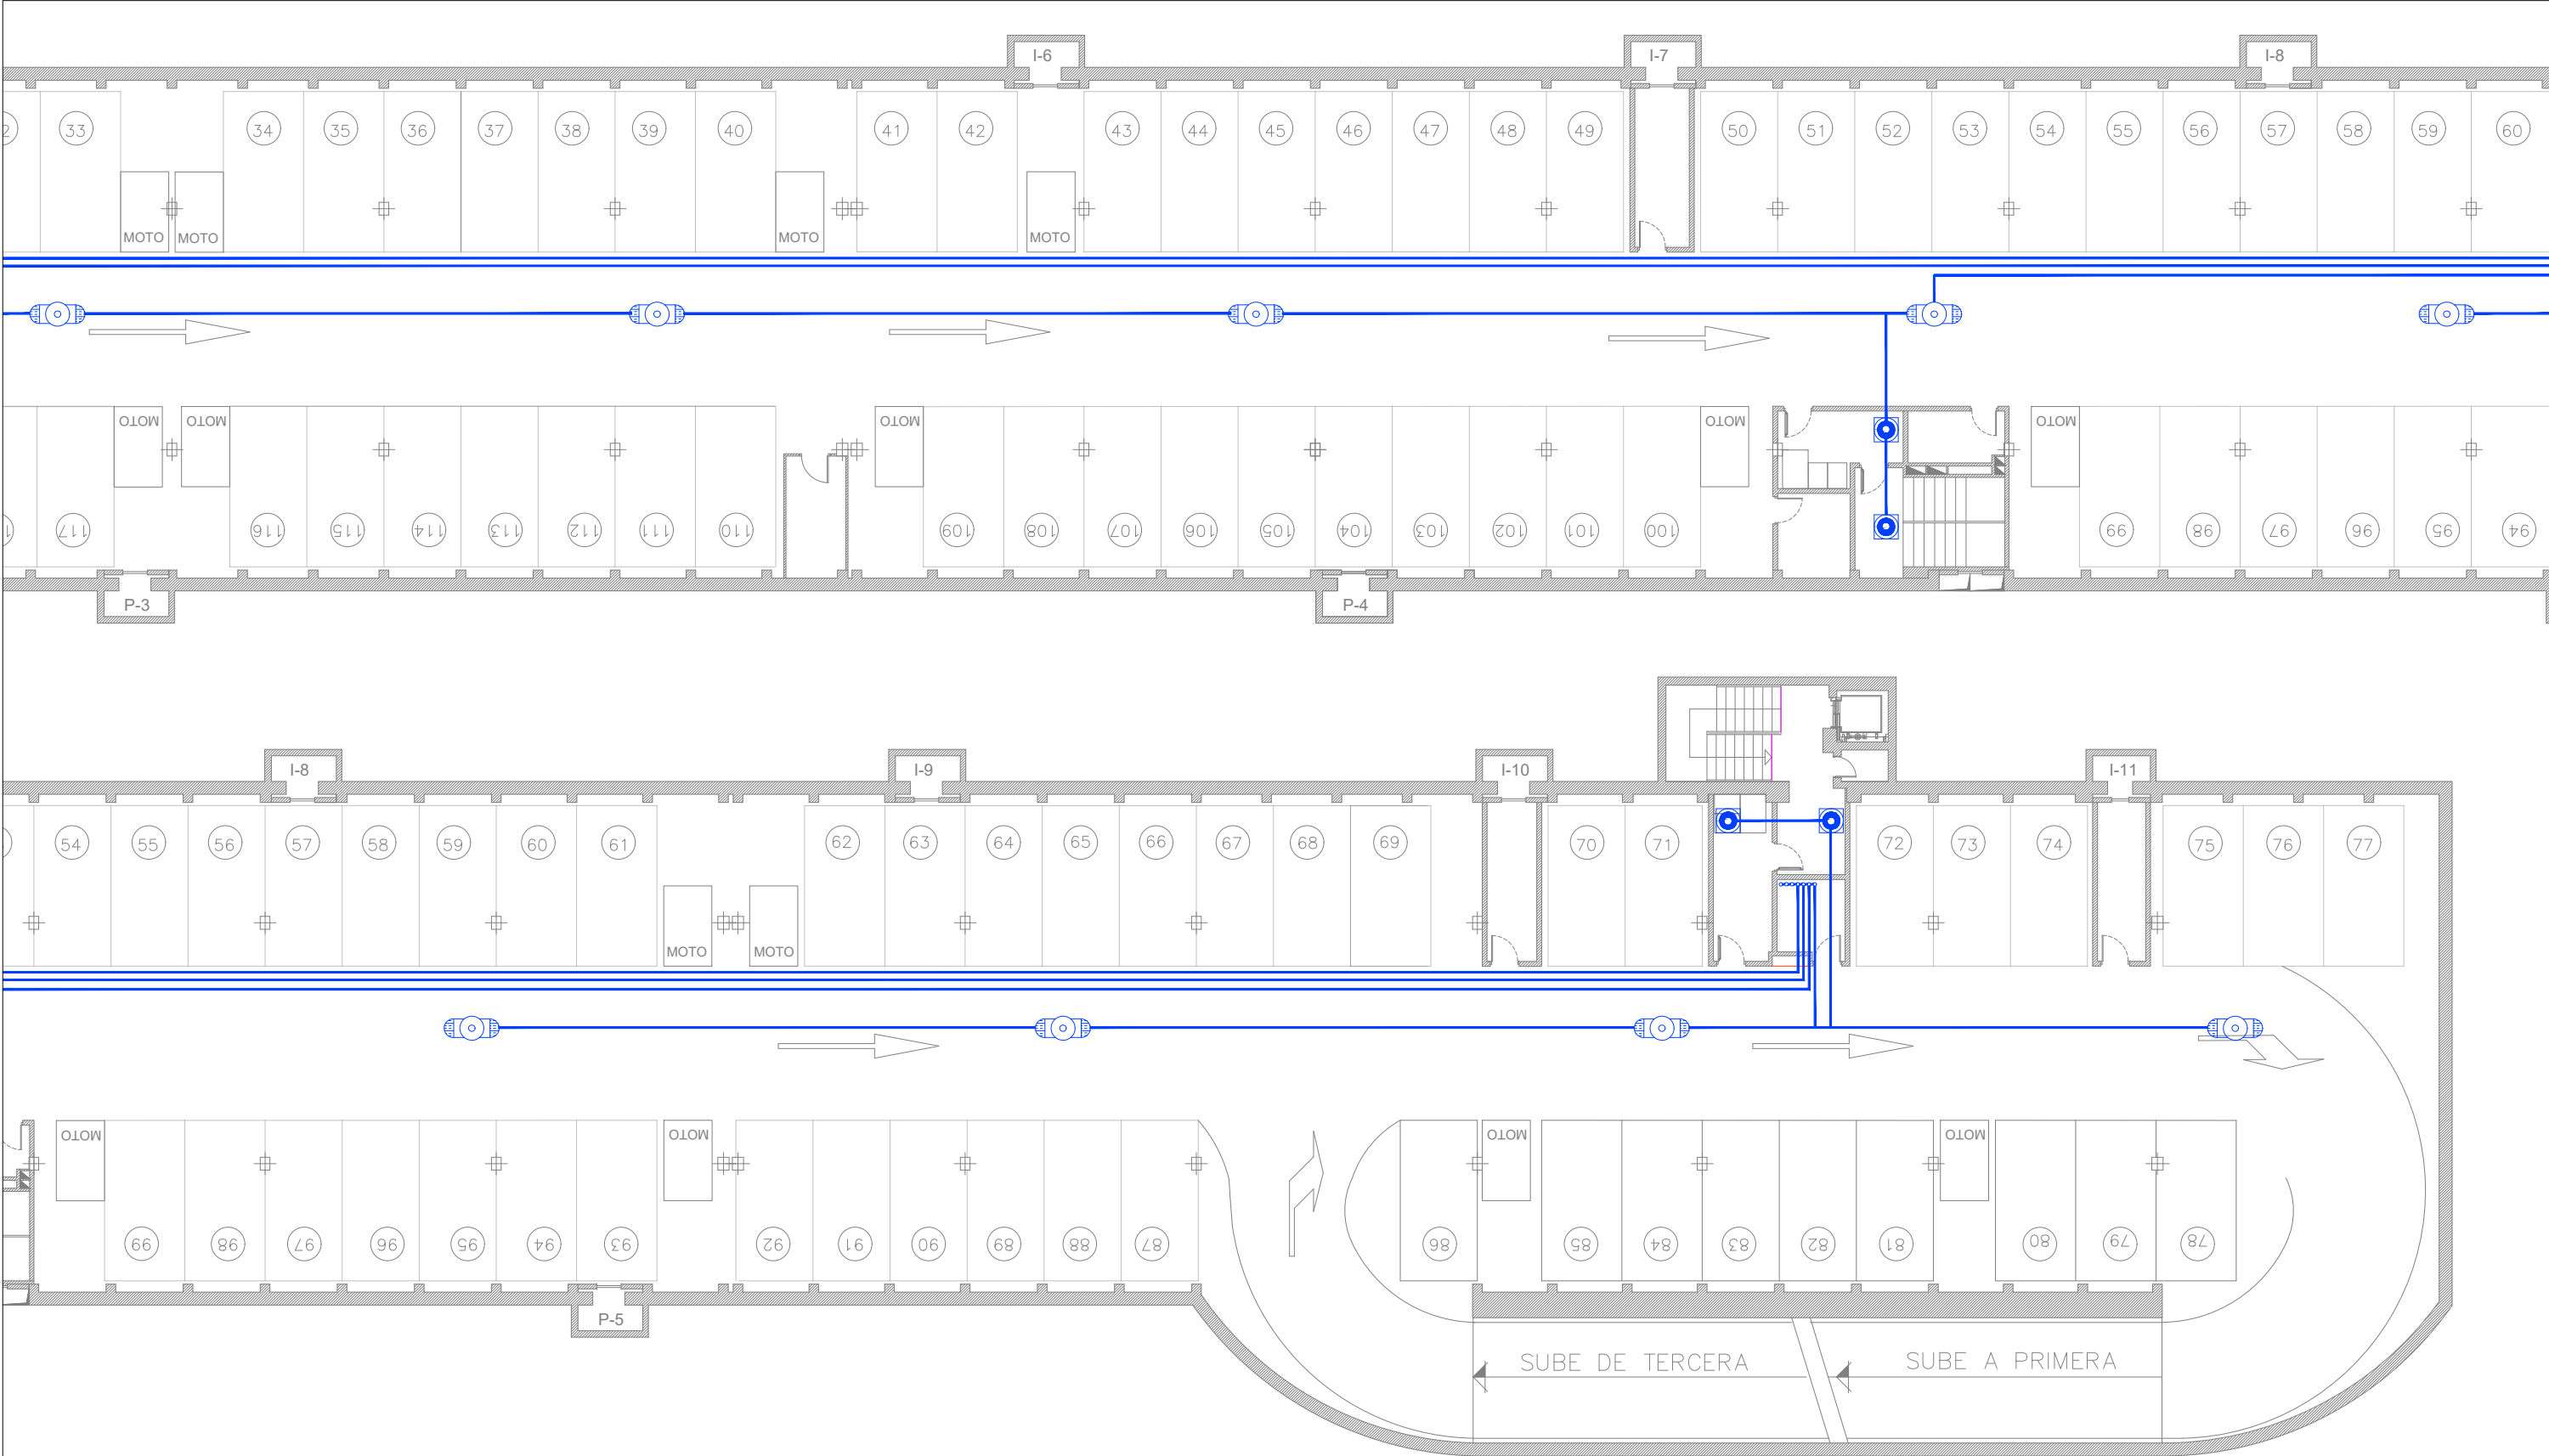 I-6 I-7 I-8
33 34 35 36 37 38 39 40 41 42 43 44 45 46 47 48 49 50 51 52 53 54 55 56 57 58 59 60
MOTO MOTO MOTO MOTO
MOTO MOTO MOTO MOTO MOTO
117 116 115 114 113 112 111 110 109 108 107 106 105 104 103 102 101 100 99 98 97 96 95 94
P-3 P-4
I-8 I-9 I-10 I-11
54 55 56 57 58 59 60 61 62 63 64 65 66 67 68 69 70 71 72 73 74 75 76 77
MOTO MOTO
MOTO MOTO MOTO MOTO
99 98 97 96 95 94 93 92 91 90 89 88 87 86 85 84 83 82 81 80 79 78
P-5
SUBE DE TERCERA SUBE A PRIMERA